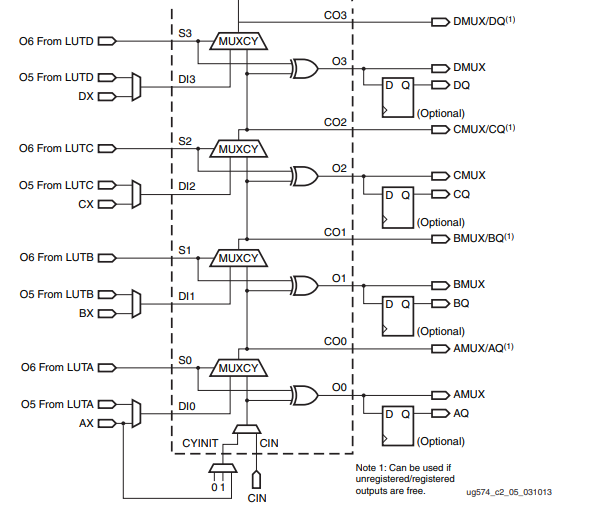 CO3 DMUX/DQ(1)
O6 From LUTD S3 MUXCY
O3 DMUX
O5 From LUTD DI3 D Q DQ
DX
(Optional)
CO2 CMUX/CQ(1)
O6 From LUTC S2 MUXCY
O2 CMUX
O5 From LUTC DI2 D Q CQ
CX
(Optional)
CO1 BMUX/BQ(1)
O6 From LUTB S1 MUXCY
O1 BMUX
O5 From LUTB DI1 D Q BQ
BX
(Optional)
CO0 AMUX/AQ(1)
O6 From LUTA S0 MUXCY
O0 AMUX
O5 From LUTA DI0 D Q AQ
AX
CYINIT CIN (Optional)
0 1
CIN
Note 1: Can be used if
unregistered/registered
outputs are free.
ug574_c2_05_031013